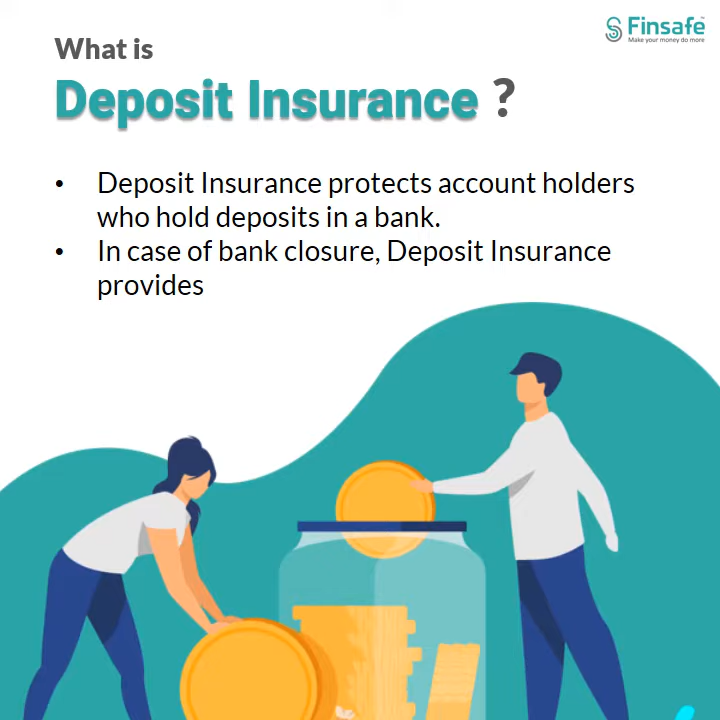 Finsafe™
Make your money do more
What is
Deposit Insurance ?
• Deposit Insurance protects account holders
who hold deposits in a bank.
• In case of bank closure, Deposit Insurance
provides